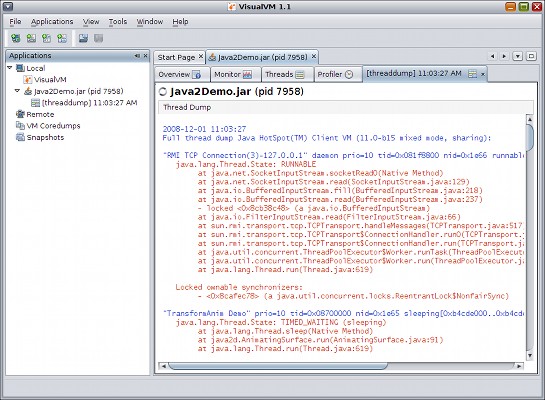 VisualVM 1.1
File Applications View Tools Window Help
Applications
Local
VisualVM
Java2Demo.jar (pid 7958)
[threaddump] 11:03:27 AM
Remote
VM Coredumps
Snapshots
Start Page Java2Demo.jar (pid 7958)
Overview Monitor Threads Profiler [threaddump] 11:03:27 AM
Java2Demo.jar (pid 7958)
Thread Dump
2008-12-01 11:03:27
Full thread dump Java HotSpot(TM) Client VM (11.0-b15 mixed mode, sharing):
"RMI TCP Connection(3)-127.0.0.1" daemon prio=10 tid=0x081f8800 nid=0x1e66 runnable
java.lang.Thread.State: RUNNABLE
at java.net.SocketInputStream.socketRead0(Native Method)
at java.net.SocketInputStream.read(SocketInputStream.java:129)
at java.io.BufferedInputStream.fill(BufferedInputStream.java:218)
at java.io.BufferedInputStream.read(BufferedInputStream.java:237)
- locked <0x8cb38c48> (a java.io.BufferedInputStream)
at java.io.FilterInputStream.read(FilterInputStream.java:66)
at sun.rmi.transport.tcp.TCPTransport.handleMessages(TCPTransport.java:517
at sun.rmi.transport.tcp.TCPTransport$ConnectionHandler.run0(TCPTransport.j
at sun.rmi.transport.tcp.TCPTransport$ConnectionHandler.run(TCPTransport.ja
at java.util.concurrent.ThreadPoolExecutor$Worker.runTask(ThreadPoolExecuto
at java.util.concurrent.ThreadPoolExecutor$Worker.run(ThreadPoolExecutor.ja
at java.lang.Thread.run(Thread.java:619)
Locked ownable synchronizers:
- <0x8cafec78> (a java.util.concurrent.locks.ReentrantLock$NonfairSync)
"TransformAnim Demo" prio=10 tid=0x08700000 nid=0x1e65 sleeping[0xb4cde000..0xb4cde
java.lang.Thread.State: TIMED_WAITING (sleeping)
at java.lang.Thread.sleep(Native Method)
at java2d.AnimatingSurface.run(AnimatingSurface.java:91)
at java.lang.Thread.run(Thread.java:619)